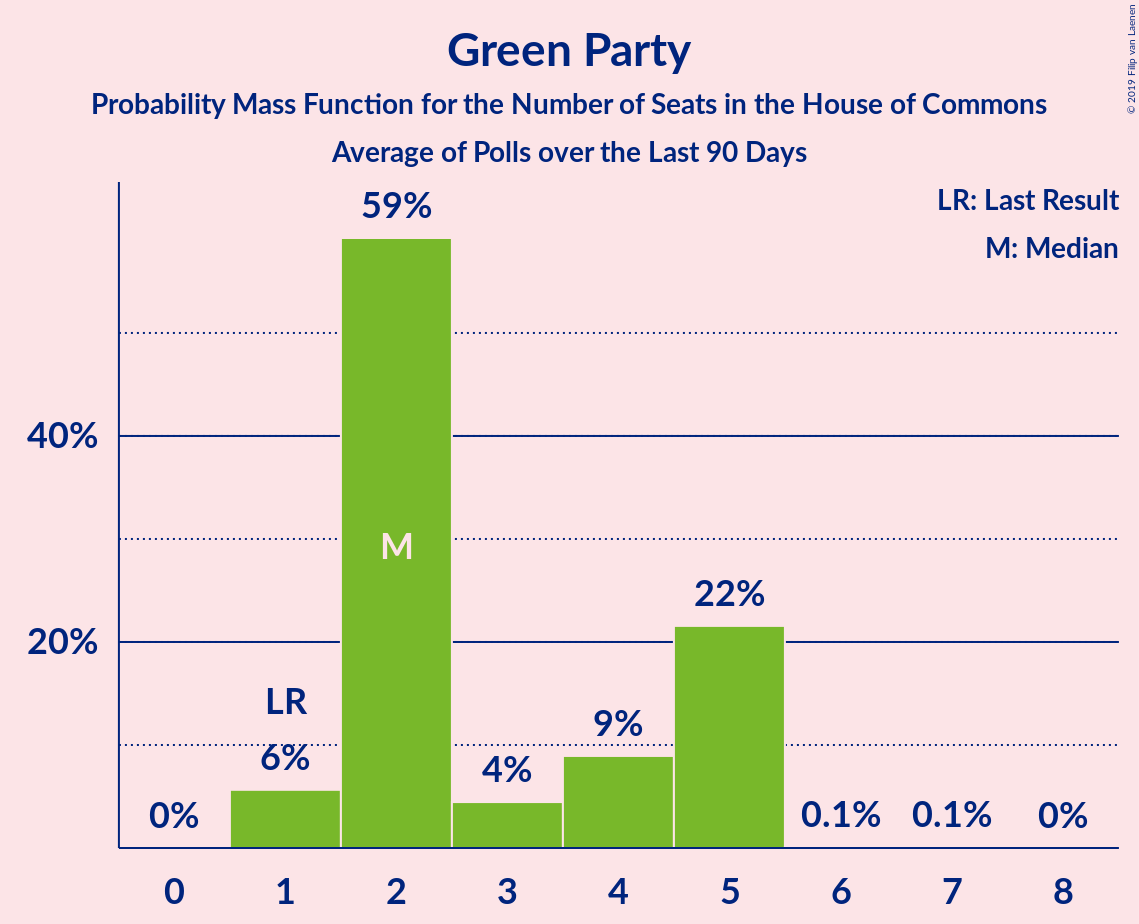 Green Party
Probability Mass Function for the Number of Seats in the House of Commons
Average of Polls over the Last 90 Days
© 2019 Filip van Laenen
LR: Last Result
M: Median
59%
40%
M
22%
20%
LR
9%
6%
4%
0%
0.1%
0.1%
0%
0 1 2 3 4 5 6 7 8